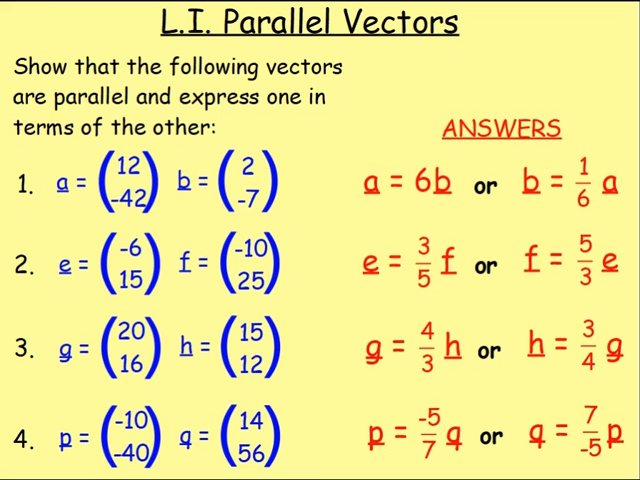 L.I. Parallel Vectors
Show that the following vectors
are parallel and express one in
terms of the other:
ANSWERS
1. a = (12 -42) b = (2 -7) a = 6b or b = 1/6 a
2. e = (-6 15) f = (-10 25) e = 3/5 f or f = 5/3 e
3. g = (20 16) h = (15 12) g = 4/3 h or h = 3/4 g
4. p = (-10 -40) q = (14 56) p = -5/7 q or q = 7/-5 p